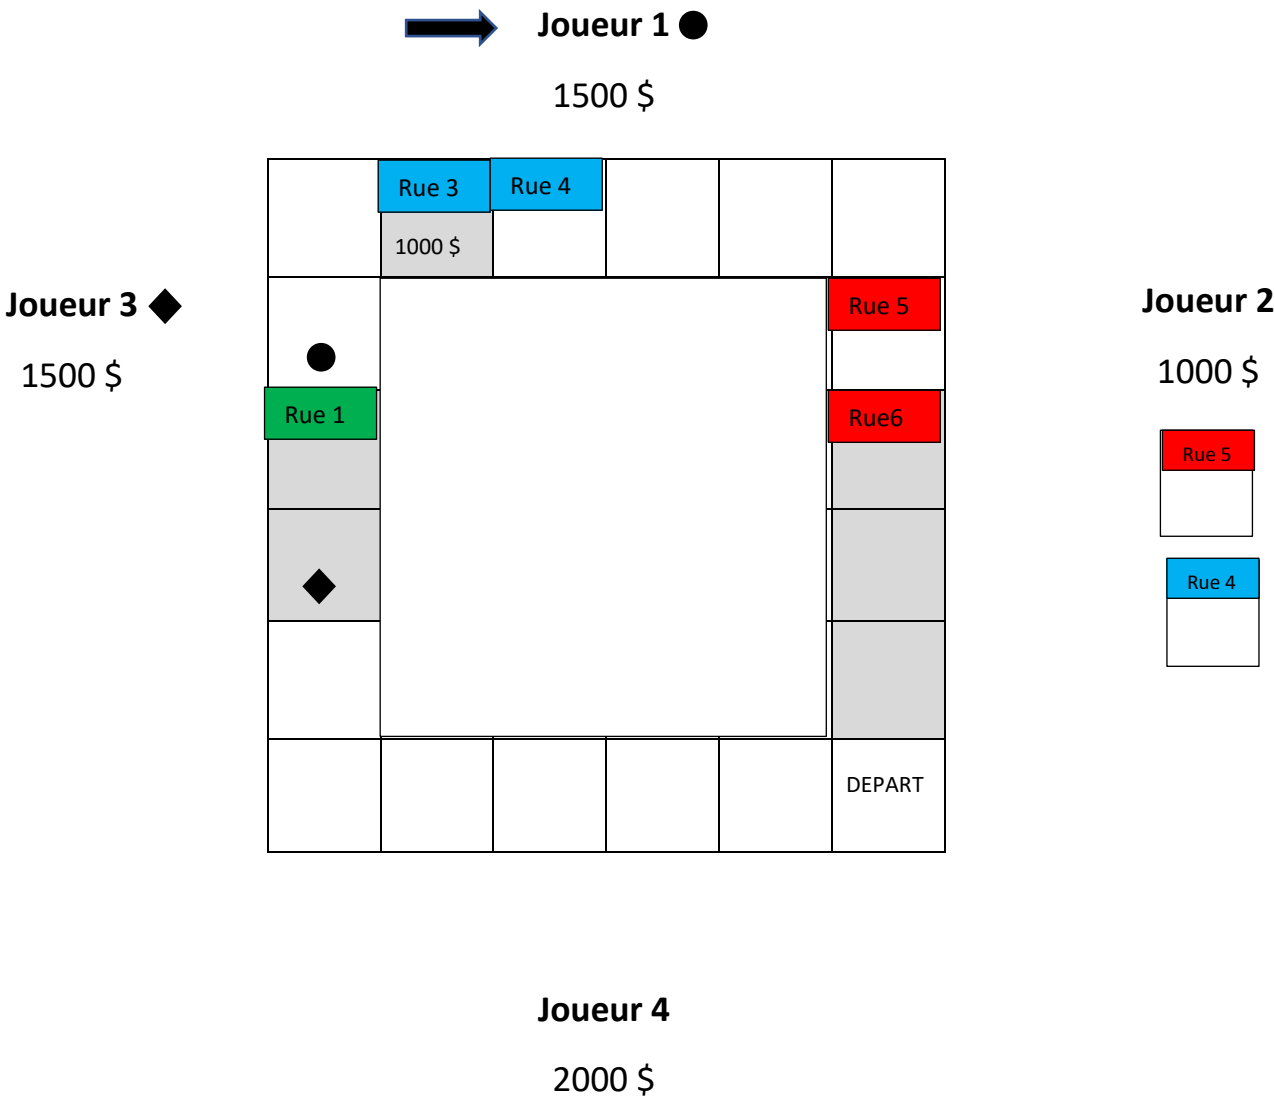 Joueur 1
1500 $
Rue 3
Rue 4
1000 $
Joueur 3
1500 $
Rue 5
Joueur 2
1000 $
Rue 1
Rue6
Rue 5
Rue 4
DEPART
Joueur 4
2000 $